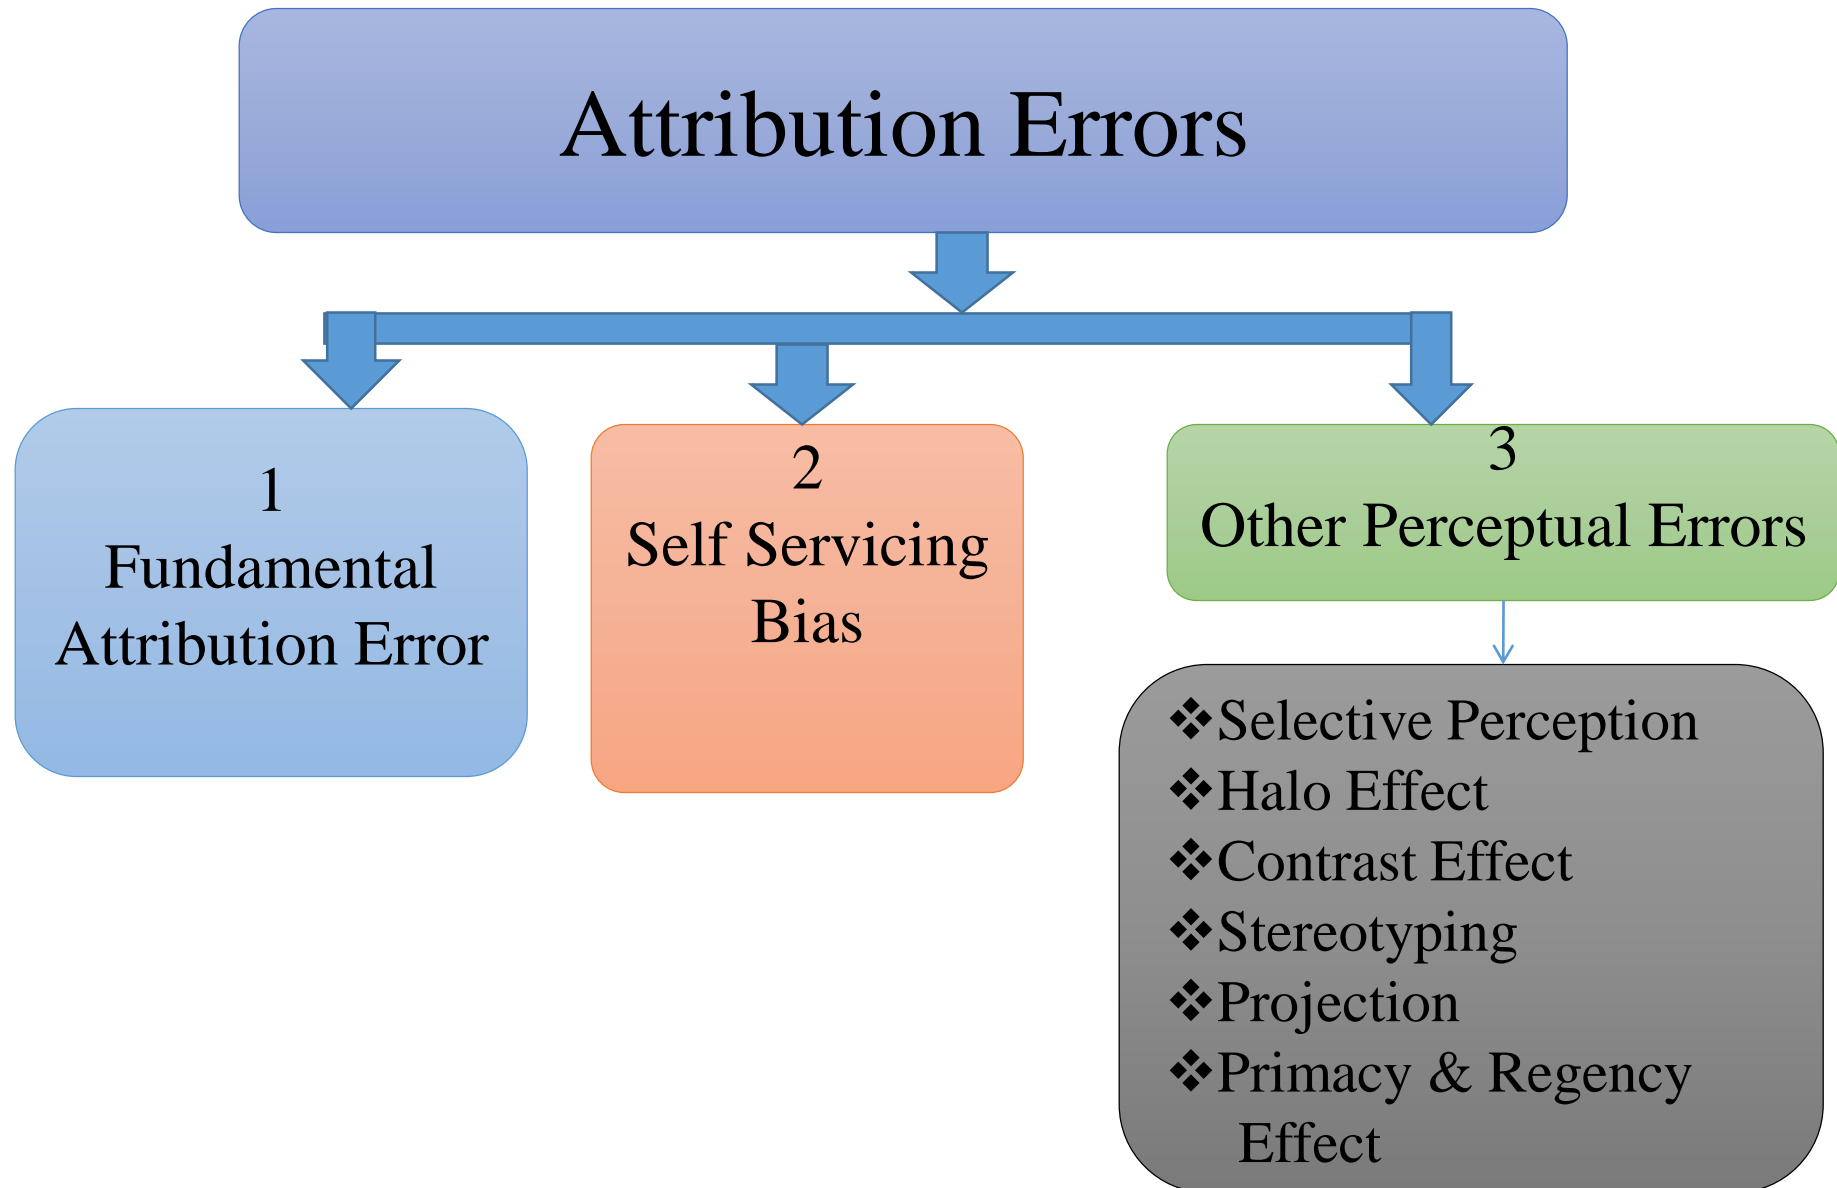 Attribution Errors
1
Fundamental
Attribution Error
2
Self Servicing
Bias
3
Other Perceptual Errors
❖Selective Perception
❖Halo Effect
❖Contrast Effect
❖Stereotyping
❖Projection
❖Primacy & Regency
Effect